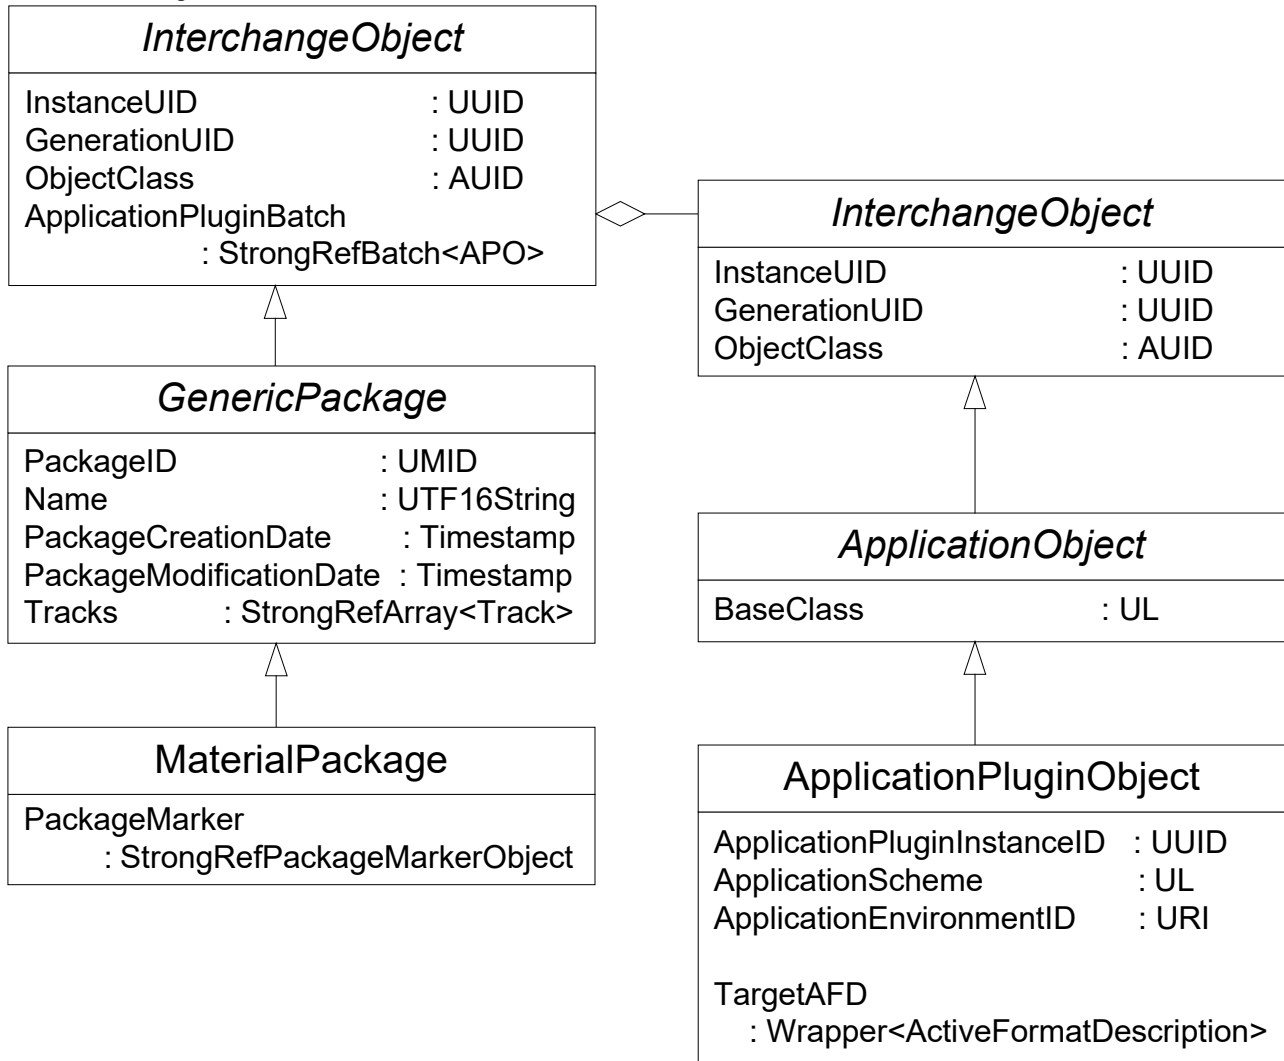 InterchangeObject
InstanceUID : UUID
GenerationUID : UUID
ObjectClass : AUID
ApplicationPluginBatch
: StrongRefBatch<APO>
GenericPackage
PackageID : UMID
Name : UTF16String
PackageCreationDate : Timestamp
PackageModificationDate : Timestamp
Tracks : StrongRefArray<Track>
MaterialPackage
PackageMarker
: StrongRefPackageMarkerObject
InterchangeObject
InstanceUID : UUID
GenerationUID : UUID
ObjectClass : AUID
ApplicationObject
BaseClass : UL
ApplicationPluginObject
ApplicationPluginInstanceID : UUID
ApplicationScheme : UL
ApplicationEnvironmentID : URI
TargetAFD
: Wrapper<ActiveFormatDescription>